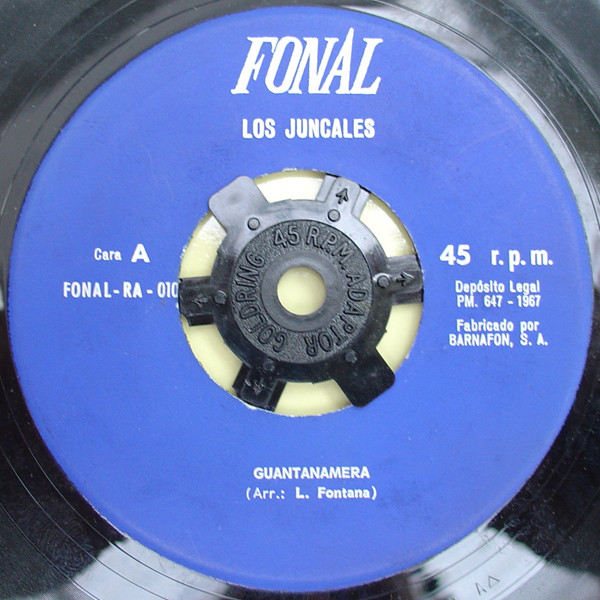 FONAL
LOS JUNCALES
Cara A
FONAL-RA-010
45 r.p.m.
Depósito Legal
PM. 647 - 1967
Fabricado por
BARNAFON, S. A.
GOLDRING 45 R.P.M. ADAPTOR
GUANTANAMERA
(Arr.: L. Fontana)